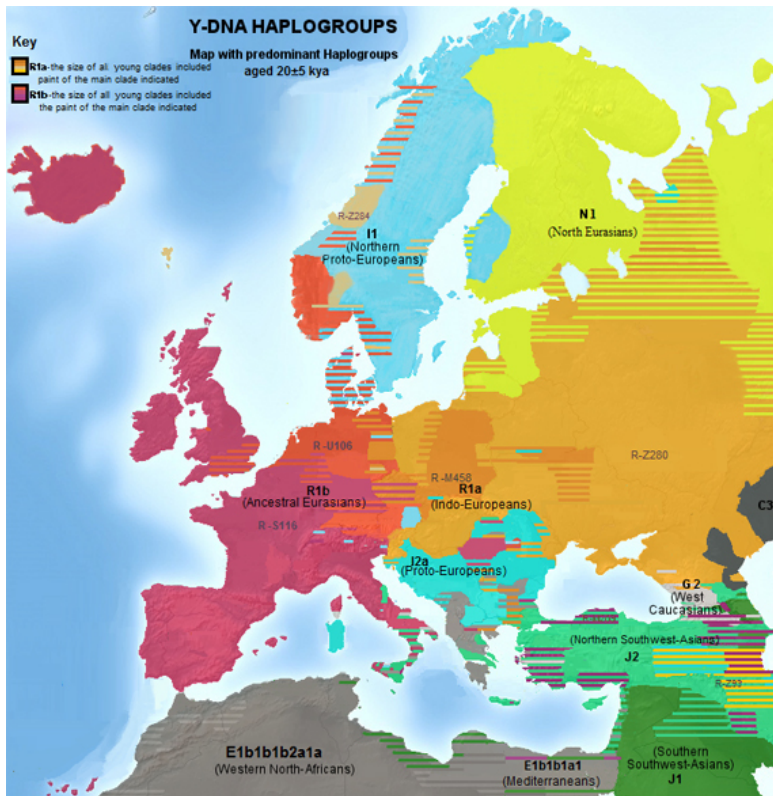 Y-DNA HAPLOGROUPS
Map with predominant Haplogroups
aged 20±5 kya
Key
R1a-the size of all. young clades included
paint of the main clade indicated
R1b-the size of all young clades included
the paint of the main clade indicated
R-Z284
I1
(Northern
Proto-Europeans)
N1
(North Eurasians)
R-U106
R-M458
R-Z280
R1b
(Ancestral Eurasians)
R1a
(Indo-Europeans)
R-S116
C3
I2a
(Proto-Europeans)
G2
(West
Caucasians)
(Northern Southwest-Asians)
J2
R-Z93
E1b1b1b2a1a
(Western North-Africans)
E1b1b1a1
(Mediterraneans)
(Southern
Southwest-Asians)
J1